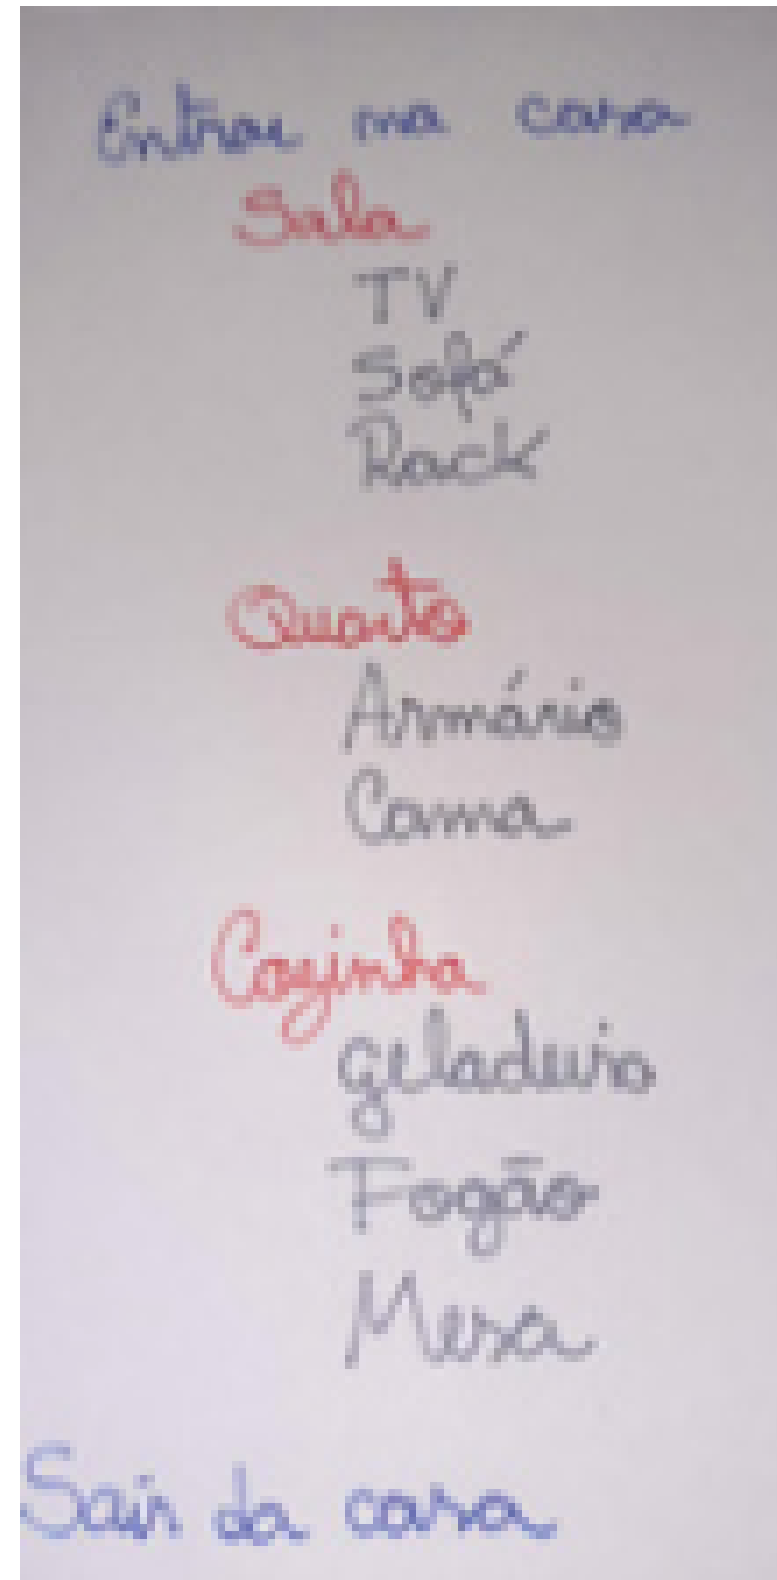 Entrar na casa
Sala
TV
Sofá
Rack
Quarto
Armário
Cama
Cozinha
geladeira
Fogão
Mesa
Sair da casa